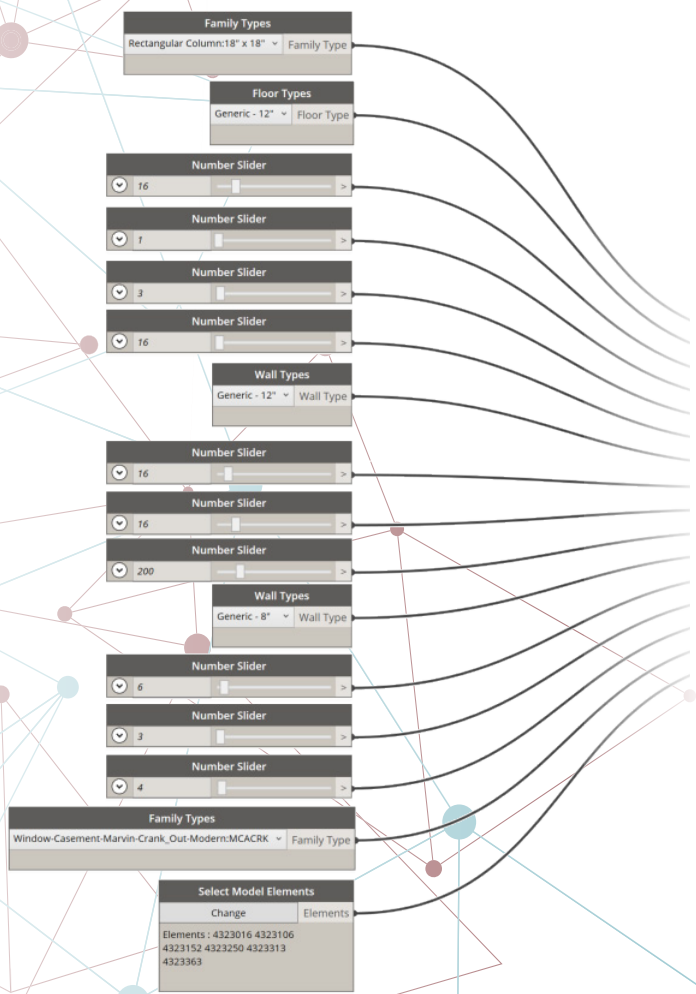 Family Types
Rectangular Column:18" x 18" Family Type
Floor Types
Generic - 12" Floor Type
Number Slider
16 >
Number Slider
1 >
Number Slider
3 >
Number Slider
16 >
Wall Types
Generic - 12" Wall Type
Number Slider
16 >
Number Slider
16 >
Number Slider
200 >
Wall Types
Generic - 8" Wall Type
Number Slider
6 >
Number Slider
3 >
Number Slider
4 >
Family Types
Window-Casement-Marvin-Crank_Out-Modern:MCACRK Family Type
Select Model Elements
Change Elements
Elements : 4323016 4323106
4323152 4323250 4323313
4323363